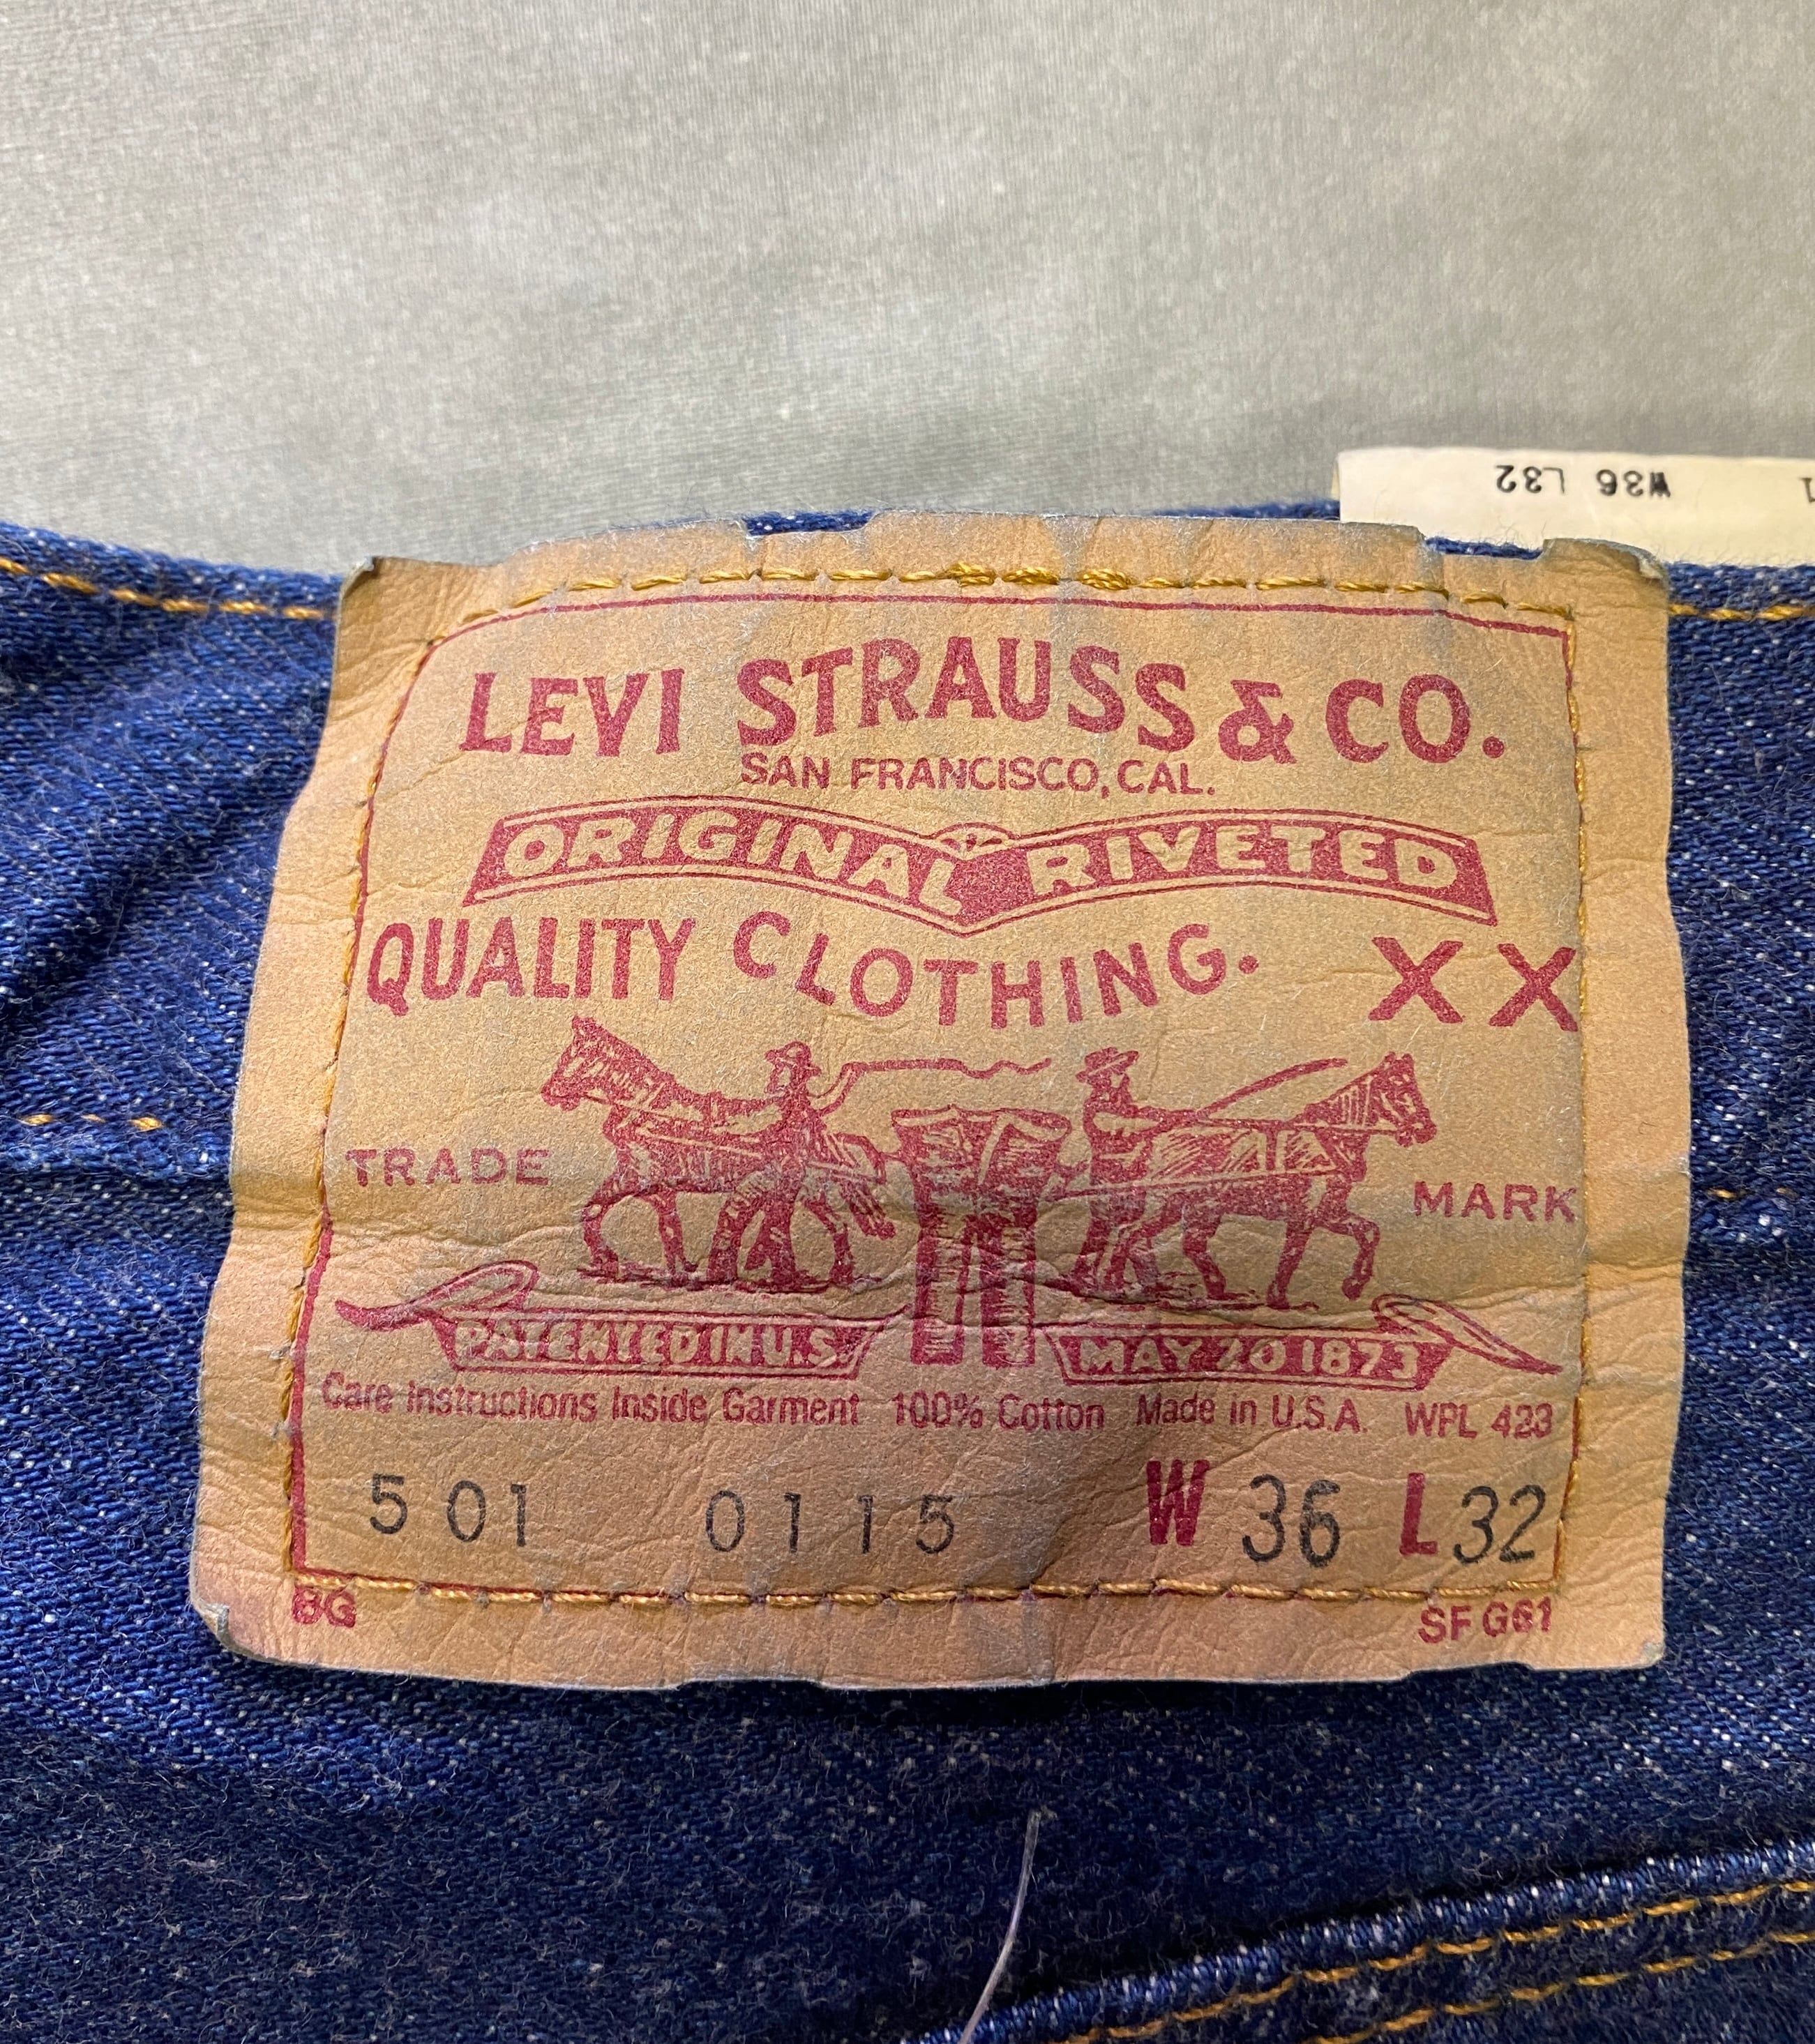 W36 L32
LEVI STRAUSS & CO.
SAN FRANCISCO, CAL.
ORIGINAL RIVETED
QUALITY CLOTHING. XX
TRADE MARK
PATENTED IN U.S. MAY 20 1873
Care Instructions Inside Garment 100% Cotton Made in U.S.A. WPL 423
501 0115 W 36 L 32
SF G61